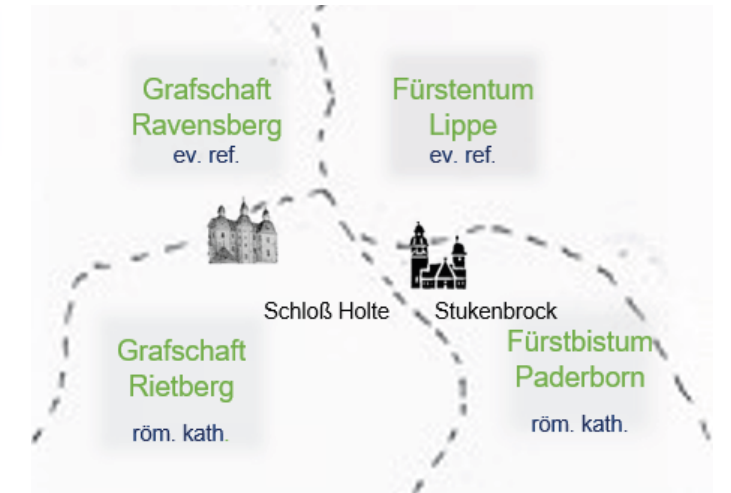 Grafschaft
Ravensberg
ev. ref.
Fürstentum
Lippe
ev. ref.
Schloß Holte
Stukenbrock
Grafschaft
Rietberg
röm. kath.
Fürstbistum
Paderborn
röm. kath.